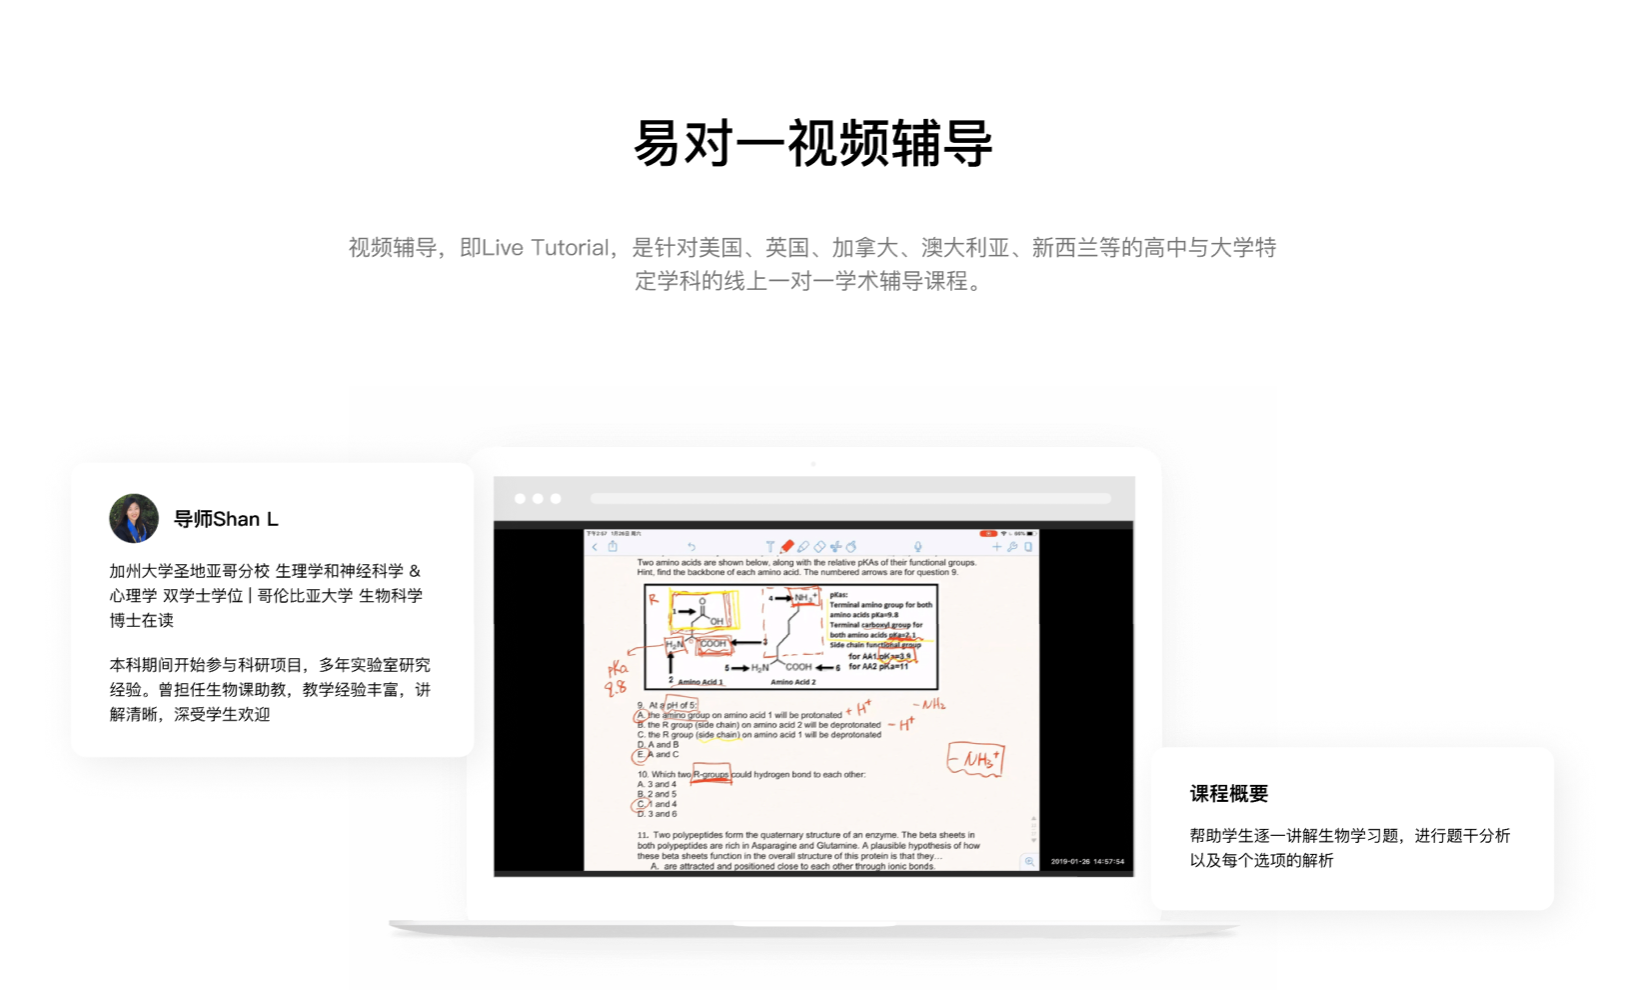 易对一视频辅导
视频辅导，即Live Tutorial，是针对美国、英国、加拿大、澳大利亚、新西兰等的高中与大学特
定学科的线上一对一学术辅导课程。
导师Shan L
加州大学圣地亚哥分校 生理学和神经科学 &
心理学 双学士学位 | 哥伦比亚大学 生物科学
博士在读
本科期间开始参与科研项目，多年实验室研究
经验。曾担任生物课助教，教学经验丰富，讲
解清晰，深受学生欢迎
下午2:57 1月26日 周六
Two amino acids are shown below, along with the relative pKAs of their functional groups.
Hint, find the backbone of each amino acid. The numbered arrows are for question 9.
R
1
O
OH
H₂N
COOH
3
2
Amino Acid 1
pKa
9.8
4
NH₃⁺
5
H₂N
COOH
6
Amino Acid 2
pKas:
Terminal amino group for both
amino acids pKa=9.8
Terminal carboxyl group for
both amino acids pKa=2.1
Side chain functional group
for AA1 pKa=3.9
for AA2 pKa=11
9. At a pH of 5:
A. the amino group on amino acid 1 will be protonated
+ H⁺
- NH₂
B. the R group (side chain) on amino acid 2 will be deprotonated
- H⁺
C. the R group (side chain) on amino acid 1 will be deprotonated
D. A and B
E. A and C
- NH₃⁺
10. Which two R-groups could hydrogen bond to each other:
A. 3 and 4
B. 2 and 5
C. 1 and 4
D. 3 and 6
11. Two polypeptides form the quaternary structure of an enzyme. The beta sheets in
both polypeptides are rich in Asparagine and Glutamine. A plausible hypothesis of how
these beta sheets function in the overall structure of this protein is that they…
A. are attracted and positioned close to each other through ionic bonds.
2019-01-26 14:57:54
课程概要
帮助学生逐一讲解生物学习题，进行题干分析
以及每个选项的解析